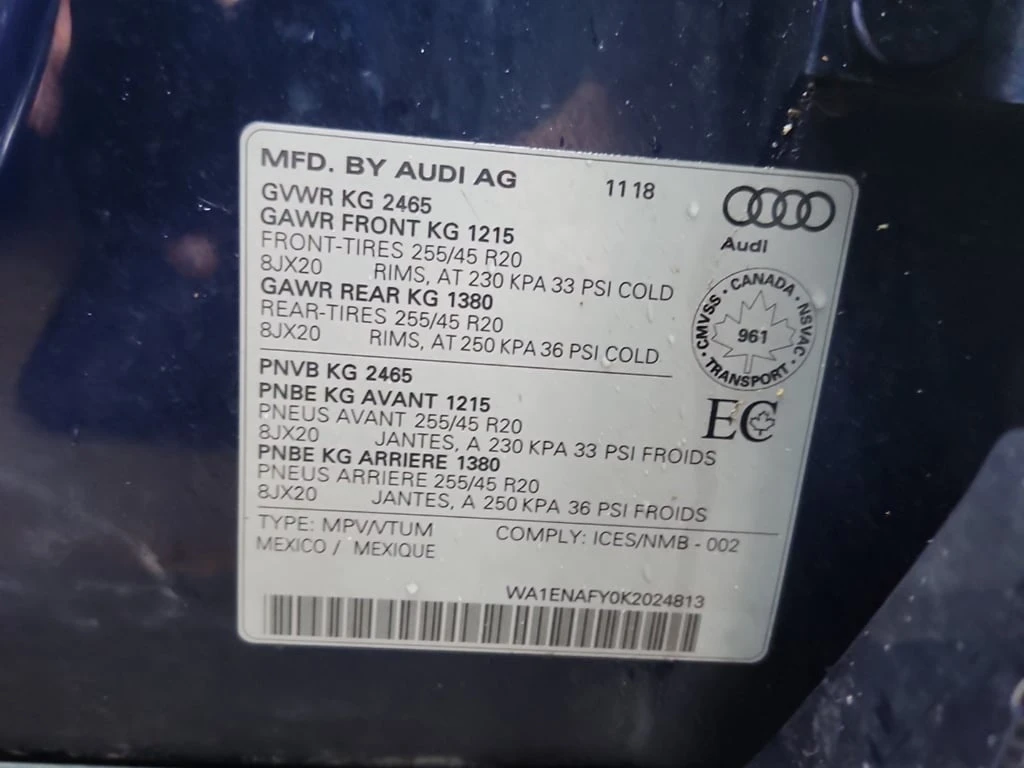 MFD. BY AUDI AG 11 18
GVWR KG 2465
GAWR FRONT KG 1215
FRONT-TIRES 255/45 R20
8JX20 RIMS, AT 230 KPA 33 PSI COLD
GAWR REAR KG 1380
REAR-TIRES 255/45 R20
8JX20 RIMS, AT 250 KPA 36 PSI COLD
Audi
CANADA · NSVAC · TRANSPORT · CMVSS ·
961
EC
PNVB KG 2465
PNBE KG AVANT 1215
PNEUS AVANT 255/45 R20
8JX20 JANTES, A 230 KPA 33 PSI FROIDS
PNBE KG ARRIERE 1380
PNEUS ARRIERE 255/45 R20
8JX20 JANTES, A 250 KPA 36 PSI FROIDS
TYPE: MPV/VTUM COMPLY: ICES/NMB - 002
MEXICO / MEXIQUE
WA1ENAFY0K2024813